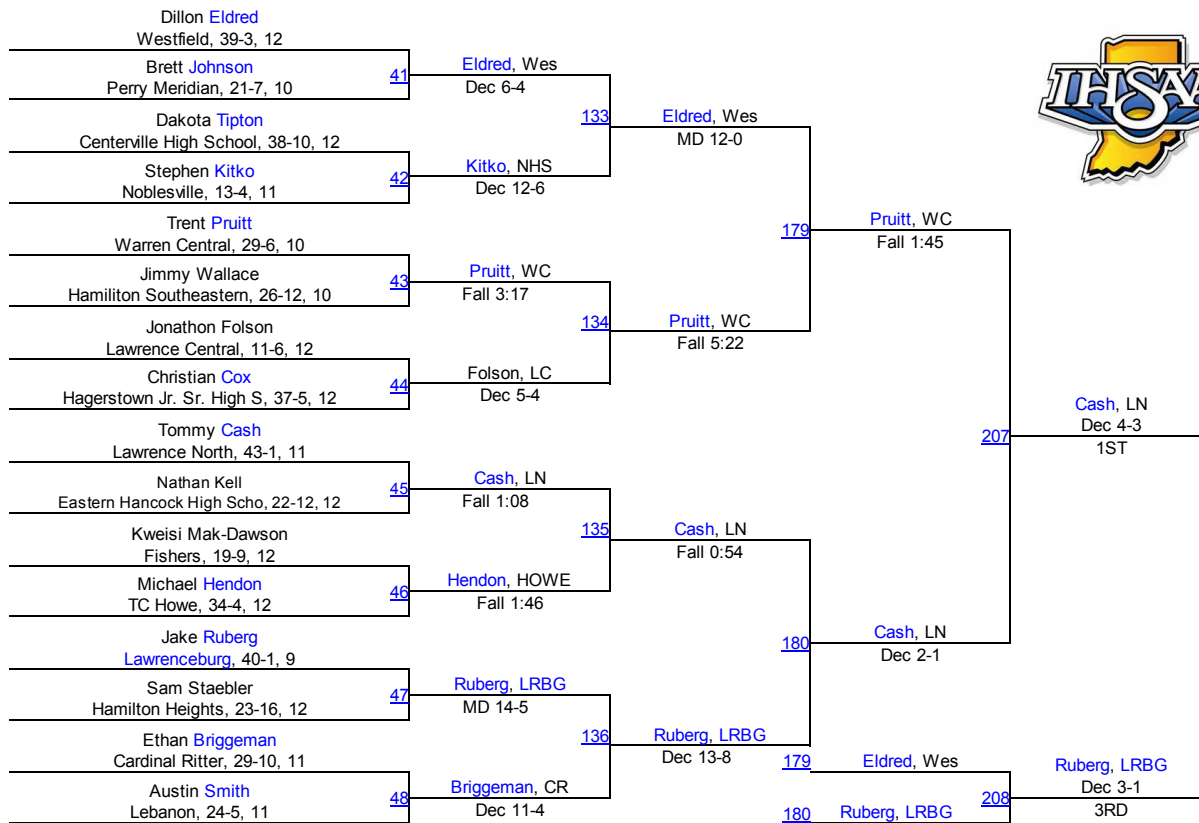 Dillon Eldred
Westfield, 39-3, 12
Brett Johnson
Perry Meridian, 21-7, 10
Dakota Tipton
Centerville High School, 38-10, 12
Stephen Kitko
Noblesville, 13-4, 11
Trent Pruitt
Warren Central, 29-6, 10
Jimmy Wallace
Hamiliton Southeastern, 26-12, 10
Jonathon Folson
Lawrence Central, 11-6, 12
Christian Cox
Hagerstown Jr. Sr. High S, 37-5, 12
Tommy Cash
Lawrence North, 43-1, 11
Nathan Kell
Eastern Hancock High Scho, 22-12, 12
Kweisi Mak-Dawson
Fishers, 19-9, 12
Michael Hendon
TC Howe, 34-4, 12
Jake Ruberg
Lawrenceburg, 40-1, 9
Sam Staebler
Hamilton Heights, 23-16, 12
Ethan Briggeman
Cardinal Ritter, 29-10, 11
Austin Smith
Lebanon, 24-5, 11
41
42
43
44
45
46
47
48
Eldred, Wes
Dec 6-4
Kitko, NHS
Dec 12-6
Pruitt, WC
Fall 3:17
Folson, LC
Dec 5-4
Cash, LN
Fall 1:08
Hendon, HOWE
Fall 1:46
Ruberg, LRBG
MD 14-5
Briggeman, CR
Dec 11-4
133
134
135
136
Eldred, Wes
MD 12-0
Pruitt, WC
Fall 5:22
Cash, LN
Fall 0:54
Ruberg, LRBG
Dec 13-8
179
180
Pruitt, WC
Fall 1:45
Cash, LN
Dec 2-1
207
Cash, LN
Dec 4-3
1ST
179
Eldred, Wes
180
Ruberg, LRBG
208
Ruberg, LRBG
Dec 3-1
3RD
IHSAA